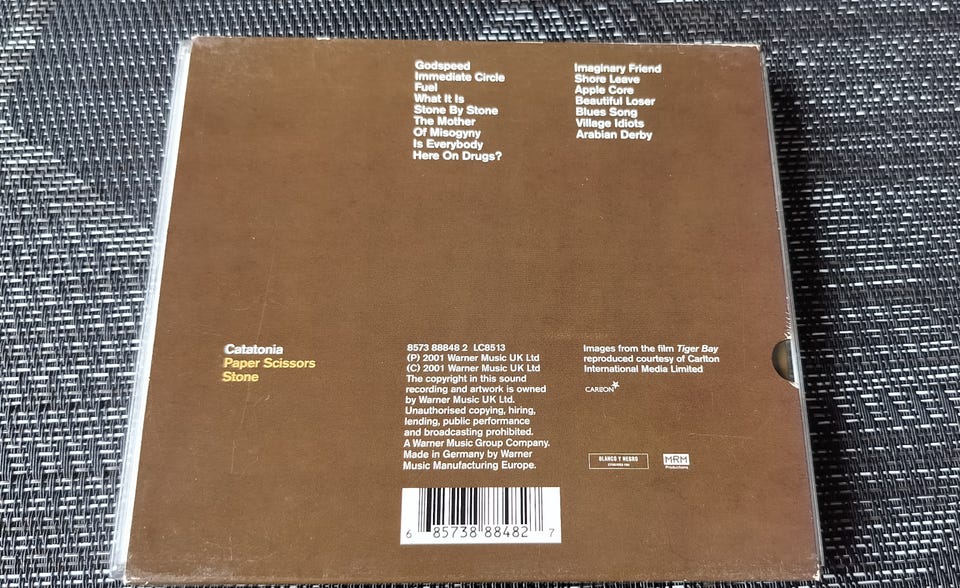 Godspeed
Immediate Circle
Fuel
What It Is
Stone By Stone
The Mother
Of Misogyny
Is Everybody
Here On Drugs?
Imaginary Friend
Shore Leave
Apple Core
Beautiful Loser
Blues Song
Village Idiots
Arabian Derby
Catatonia
Paper Scissors
Stone
8573 88848 2 LC8513
(P) 2001 Warner Music UK Ltd
(C) 2001 Warner Music UK Ltd
The copyright in this sound
recording and artwork is owned
by Warner Music UK Ltd.
Unauthorised copying, hiring,
lending, public performance
and broadcasting prohibited.
A Warner Music Group Company.
Made in Germany by Warner
Music Manufacturing Europe.
Images from the film Tiger Bay
reproduced courtesy of Carlton
International Media Limited
BLANCO Y NEGRO
MRM
Productions
6 85738 88482 7